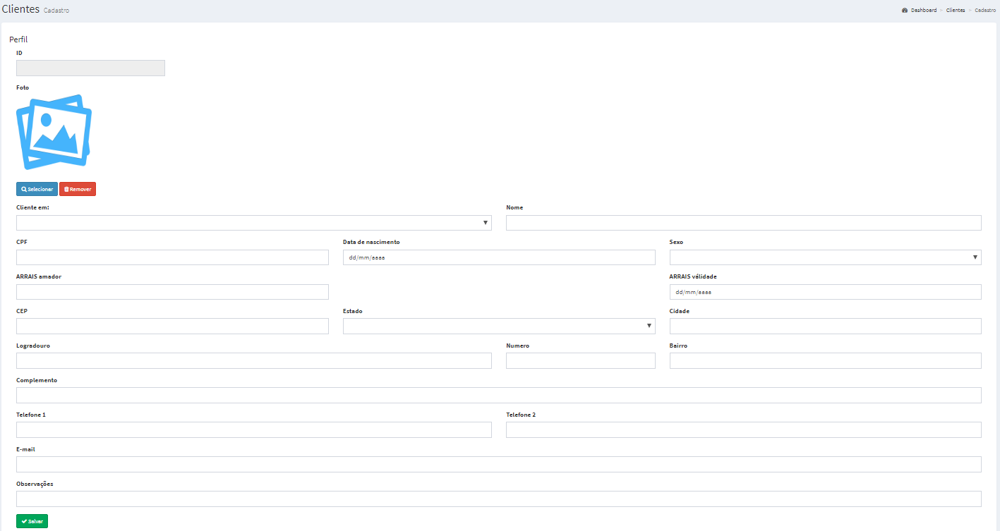 Clientes Cadastro
Dashboard > Clientes > Cadastro
Perfil
ID
Foto
Selecionar Remover
Cliente em: Nome
CPF Data de nascimento Sexo
dd/mm/aaaa
ARRAIS amador ARRAIS válidade
dd/mm/aaaa
CEP Estado Cidade
Logradouro Numero Bairro
Complemento
Telefone 1 Telefone 2
E-mail
Observações
Salvar